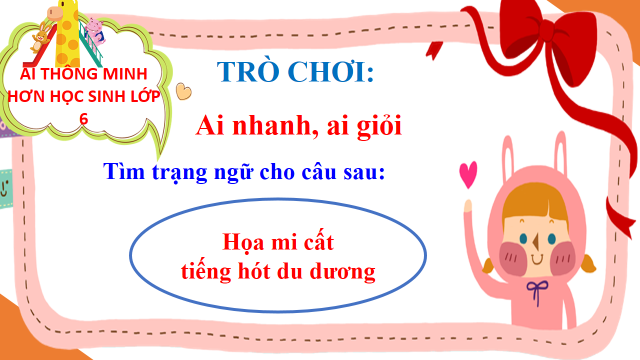 AI THÔNG MINH
HƠN HỌC SINH LỚP
6
TRÒ CHƠI:
Ai nhanh, ai giỏi
Tìm trạng ngữ cho câu sau:
Họa mi cất
tiếng hót du dương